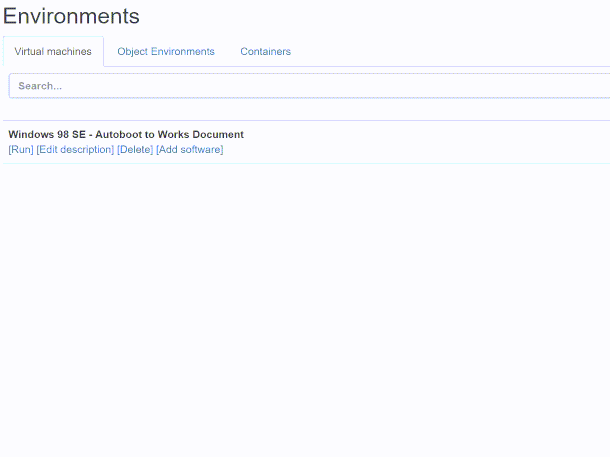 Environments
Virtual machines Object Environments Containers
Search...
Windows 98 SE - Autoboot to Works Document
[Run] [Edit description] [Delete] [Add software]